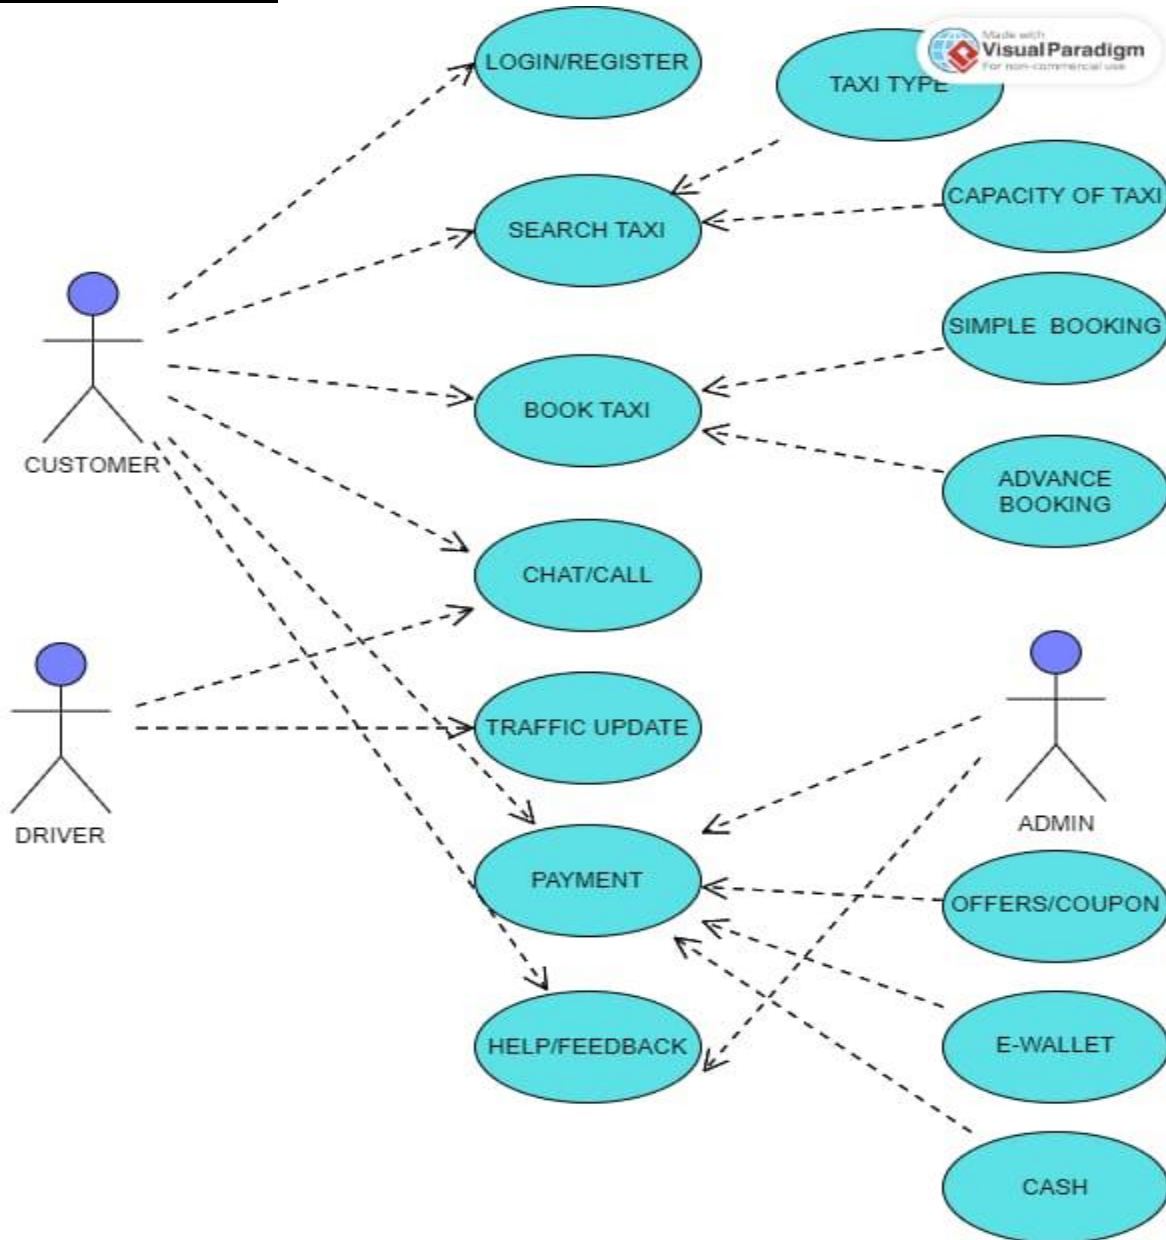 LOGIN/REGISTER
Made with
Visual Paradigm
For non-commercial use
TAXI TYPE
CAPACITY OF TAXI
SEARCH TAXI
SIMPLE BOOKING
BOOK TAXI
CUSTOMER
ADVANCE
BOOKING
CHAT/CALL
TRAFFIC UPDATE
DRIVER
ADMIN
PAYMENT
OFFERS/COUPON
HELP/FEEDBACK
E-WALLET
CASH